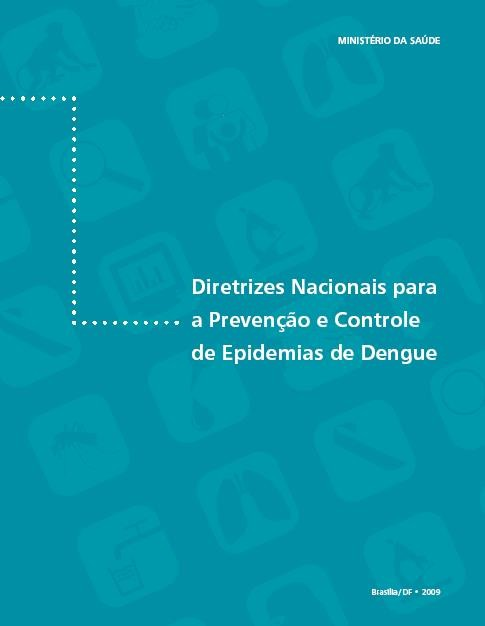 MINISTÉRIO DA SAÚDE
Diretrizes Nacionais para
a Prevenção e Controle
de Epidemias de Dengue
Brasília/DF • 2009